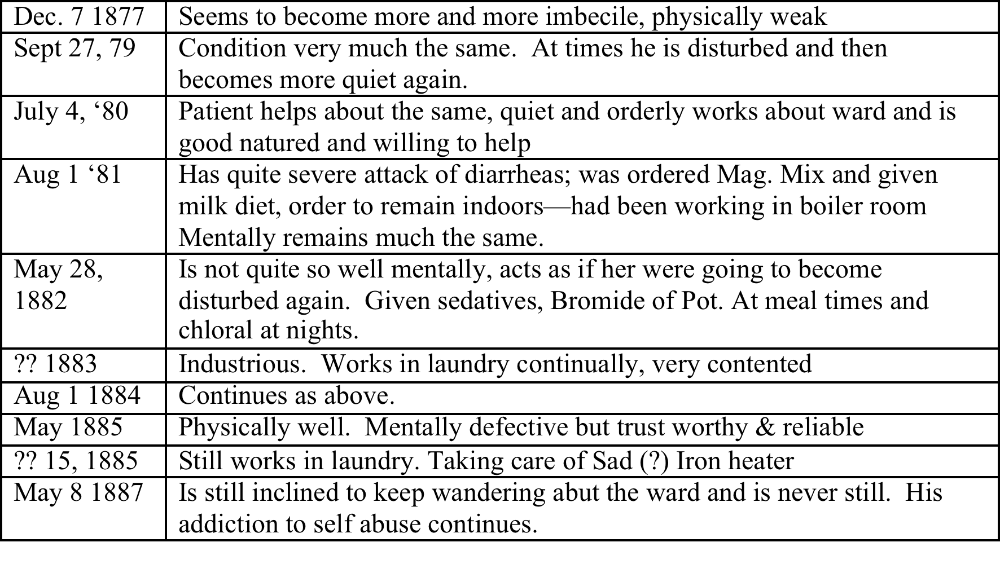 Dec. 7 1877 Seems to become more and more imbecile, physically weak
Sept 27, 79 Condition very much the same.  At times he is disturbed and then
becomes more quiet again.
July 4, ‘80 Patient helps about the same, quiet and orderly works about ward and is
good natured and willing to help
Aug 1 ‘81 Has quite severe attack of diarrheas; was ordered Mag. Mix and given
milk diet, order to remain indoors—had been working in boiler room
Mentally remains much the same.
May 28, Is not quite so well mentally, acts as if her were going to become
1882 disturbed again.  Given sedatives, Bromide of Pot. At meal times and
chloral at nights.
?? 1883 Industrious.  Works in laundry continually, very contented
Aug 1 1884 Continues as above.
May 1885 Physically well.  Mentally defective but trust worthy & reliable
?? 15, 1885 Still works in laundry. Taking care of Sad (?) Iron heater
May 8 1887 Is still inclined to keep wandering abut the ward and is never still.  His
addiction to self abuse continues.